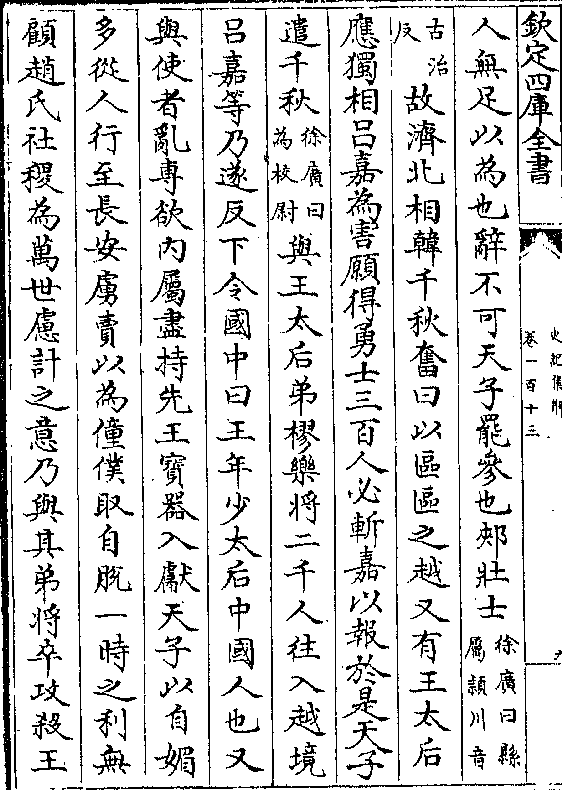 欽定四庫全書
史記集解
卷一百十三
人無足以為也辭不可天子罷參也郟壯士徐廣曰縣屬潁川音
古洽反故濟北相韓千秋奮曰以區區之越又有王太后
應獨相呂嘉為害願得勇士三百人必斬嘉以報於是天子
遣千秋徐廣曰為校尉與王太后弟樛樂將二千人往入越境
呂嘉等乃遂反下令國中曰王年少太后中國人也又
與使者亂專欲內屬盡持先王寶器入獻天子以自媚
多從人行至長安虜賣以為僮僕取自脫一時之利無
顧趙氏社稷為萬世慮計之意乃與其弟將卒攻殺王